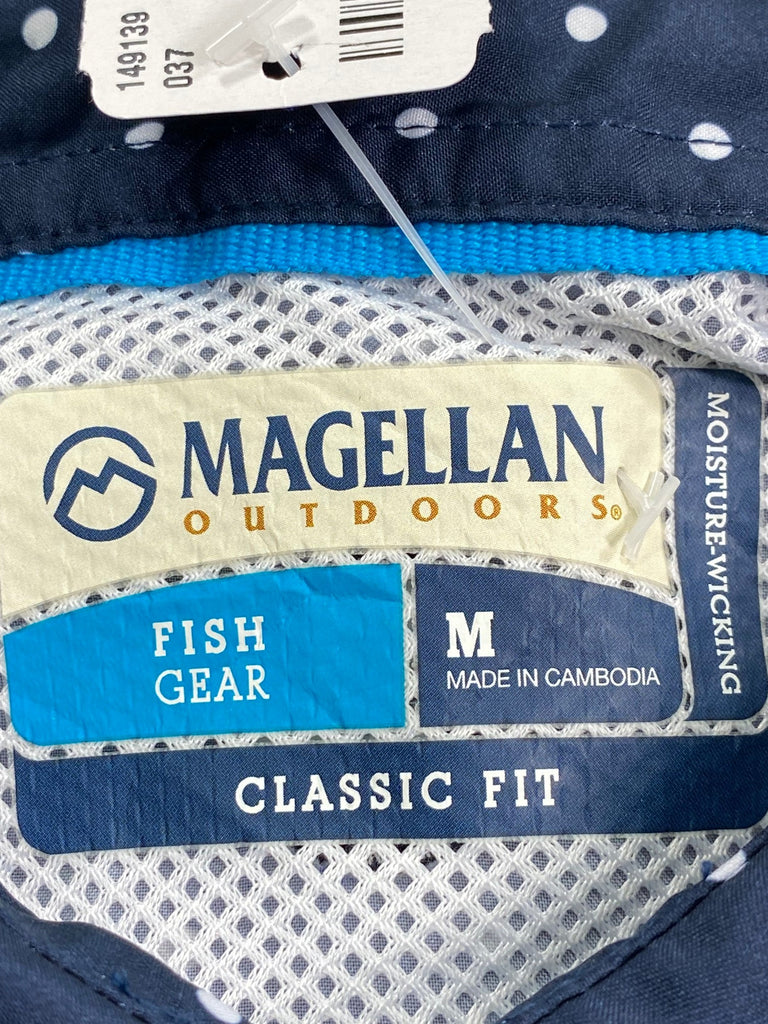 149139
037
MAGELLAN
OUTDOORS®
FISH
GEAR
M
MADE IN CAMBODIA
MOISTURE-WICKING
CLASSIC FIT